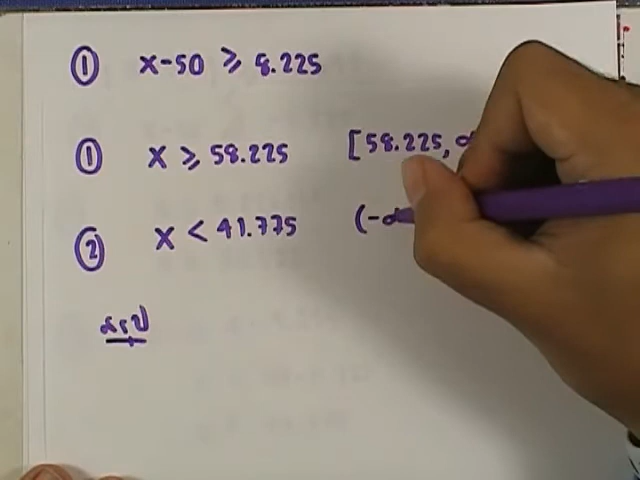 ① x-50 ≥ 8.225
① x ≥ 58.225 [58.225,
② x < 41.775 (-∞
สรุป